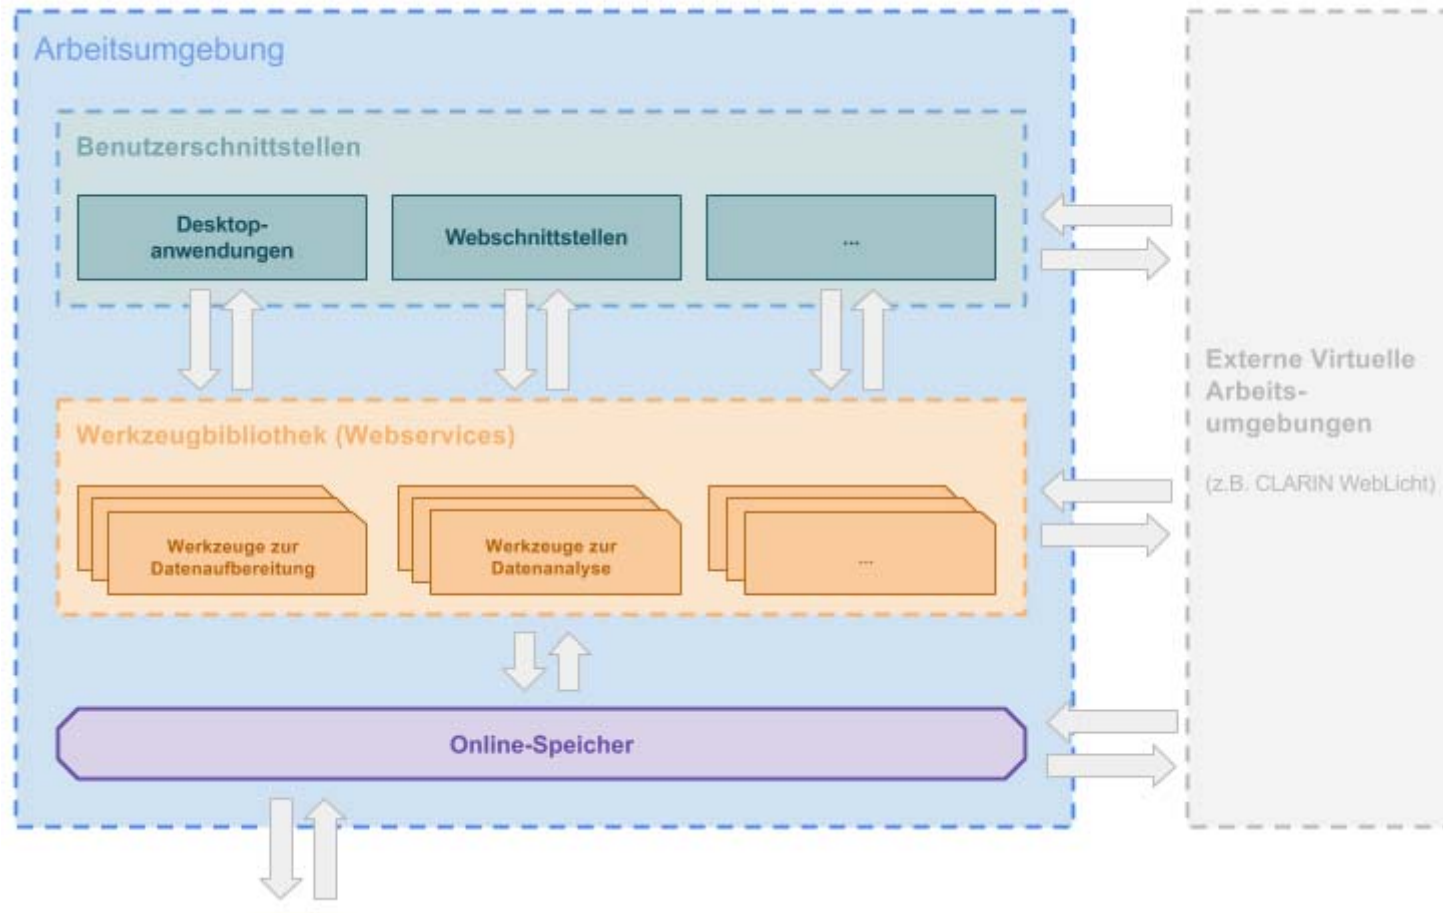 Arbeitsumgebung
Benutzerschnittstellen
Desktop-
anwendungen
Webschnittstellen
...
Werkzeugbibliothek (Webservices)
Werkzeuge zur
Datenaufbereitung
Werkzeuge zur
Datenanalyse
...
Online-Speicher
Externe Virtuelle
Arbeits-
umgebungen
(z.B. CLARIN WebLicht)